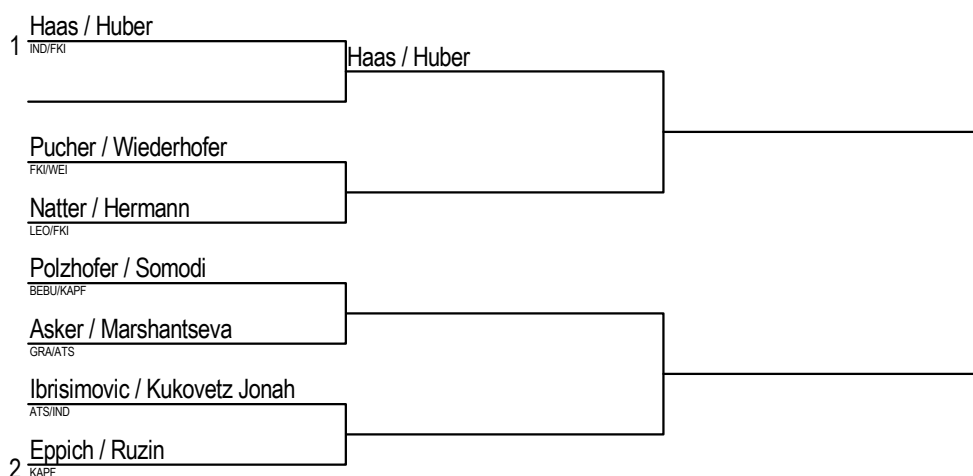 Haas / Huber
1 IND/FKI
Haas / Huber
Pucher / Wiederhofer
FKI/WEI
Natter / Hermann
LEO/FKI
Polzhofer / Somodi
BEBU/KAPF
Asker / Marshantseva
GRA/ATS
Ibrisimovic / Kukovetz Jonah
ATS/IND
Eppich / Ruzin
2 KAPF